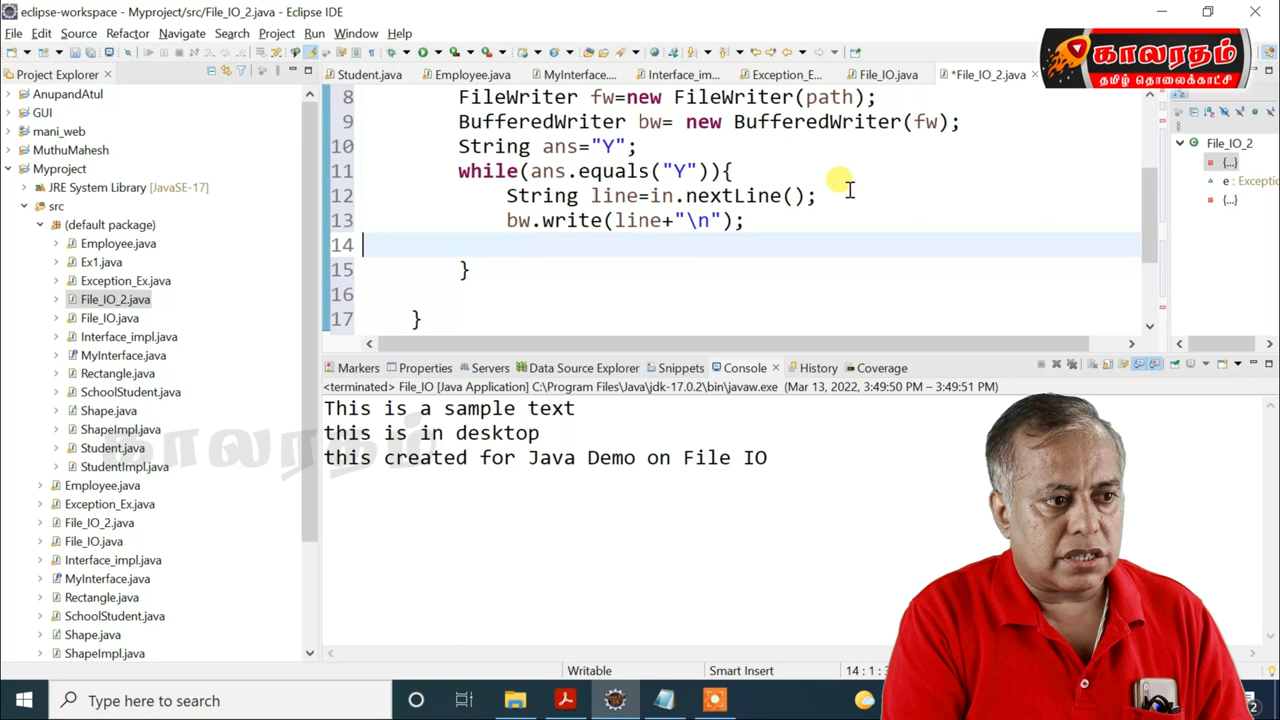 eclipse-workspace - Myproject/src/File_IO_2.java - Eclipse IDE
File Edit Source Refactor Navigate Search Project Run Window Help
காலரதம்
தமிழ் தொலைக்காட்சி
Project Explorer
Student.java Employee.java MyInterface.... Interface_im... Exception_E... File_IO.java *File_IO_2.java
AnupandAtul
GUI
mani_web
MuthuMahesh
Myproject
JRE System Library [JavaSE-17]
src
(default package)
Employee.java
Ex1.java
Exception_Ex.java
File_IO_2.java
File_IO.java
Interface_impl.java
MyInterface.java
Rectangle.java
SchoolStudent.java
Shape.java
ShapeImpl.java
Student.java
StudentImpl.java
Employee.java
Exception_Ex.java
File_IO_2.java
File_IO.java
Interface_impl.java
MyInterface.java
Rectangle.java
SchoolStudent.java
Shape.java
ShapeImpl.java
8 FileWriter fw=new FileWriter(path);
9 BufferedWriter bw= new BufferedWriter(fw);
10 String ans="Y";
11 while(ans.equals("Y")){
12 String line=in.nextLine();
13 bw.write(line+"\n");
14
15 }
16
17 }
File_IO_2
{...}
e : Exceptio
{...}
Markers Properties Servers Data Source Explorer Snippets Console History Coverage
<terminated> File_IO [Java Application] C:\Program Files\Java\jdk-17.0.2\bin\javaw.exe (Mar 13, 2022, 3:49:50 PM – 3:49:51 PM)
This is a sample text
this is in desktop
this created for Java Demo on File IO
காலரதம்
Writable Smart Insert 14 : 1 : 3
Type here to search
2